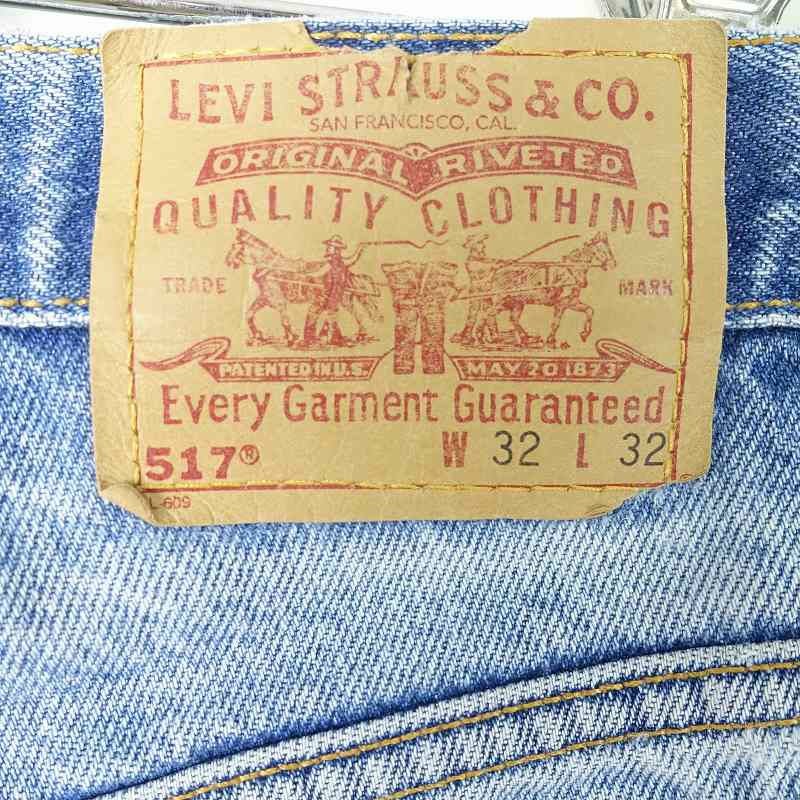 LEVI STRAUSS & CO.
SAN FRANCISCO, CAL.
ORIGINAL RIVETED
QUALITY CLOTHING
TRADE MARK
PATENTED IN U.S. MAY 20 1873
Every Garment Guaranteed
517® W 32 L 32
L-609